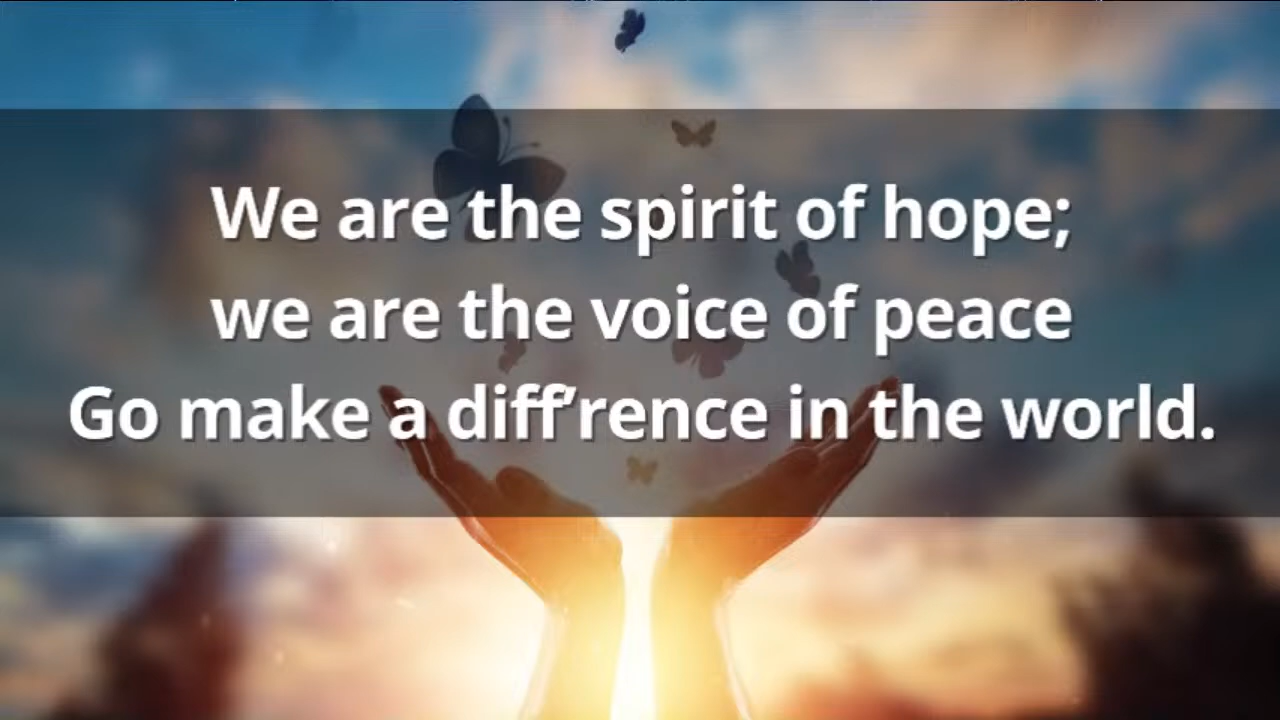 We are the spirit of hope;
we are the voice of peace
Go make a diff’rence in the world.